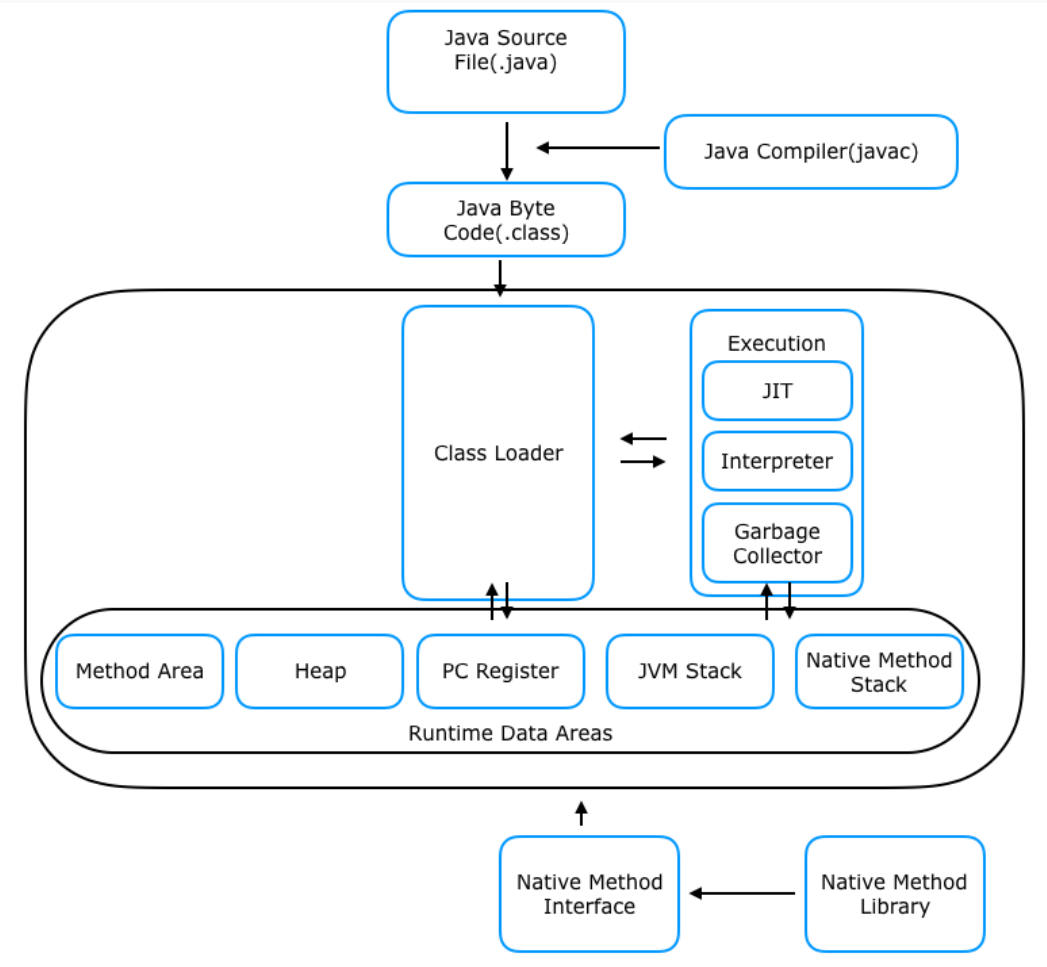 Java Source
File(.java)
Java Compiler(javac)
Java Byte
Code(.class)
Execution
JIT
Class Loader
Interpreter
Garbage
Collector
Method Area
Heap
PC Register
JVM Stack
Native Method
Stack
Runtime Data Areas
Native Method
Interface
Native Method
Library